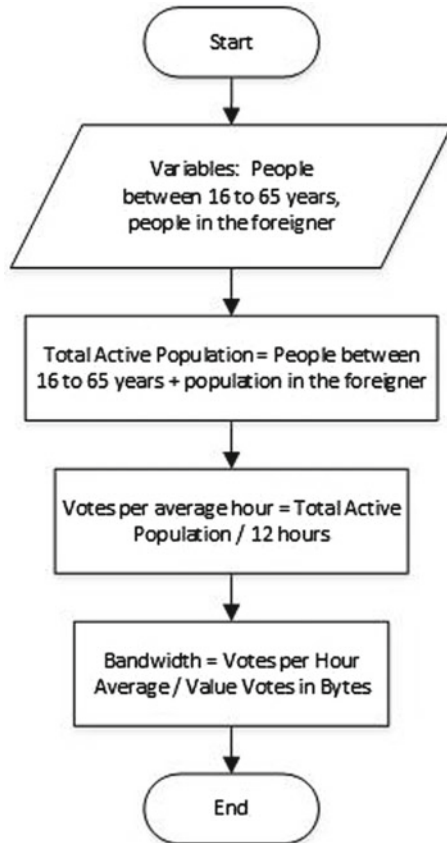 Start
Variables: People
between 16 to 65 years,
people in the foreigner
Total Active Population = People between
16 to 65 years + population in the foreigner
Votes per average hour = Total Active
Population / 12 hours
Bandwidth = Votes per Hour
Average / Value Votes in Bytes
End